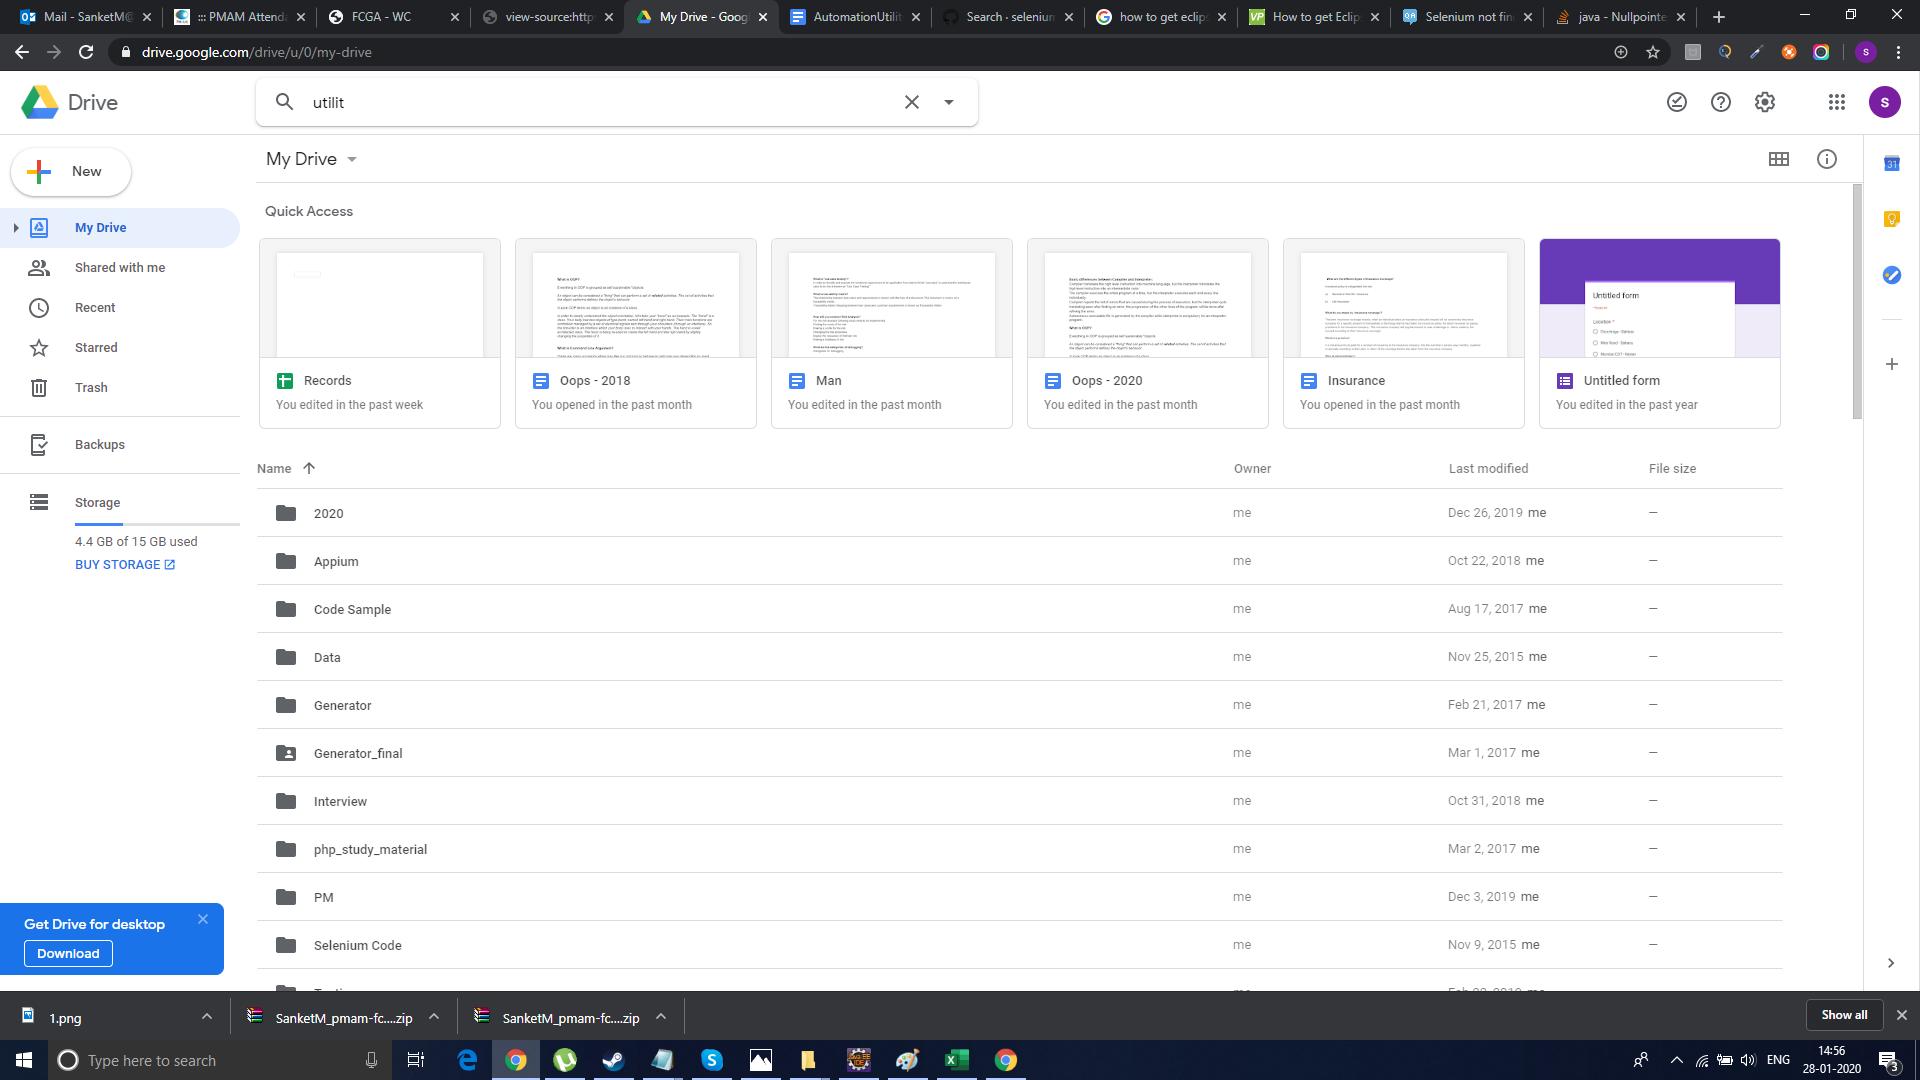 Mail - SanketM@
::: PMAM Attenda
FCGA - WC
view-source:http
My Drive - Goog
AutomationUtilit
Search · seleniun
how to get eclips
How to get Eclip
Selenium not fin
java - Nullpointe
drive.google.com/drive/u/0/my-drive
Drive
utilit
S
New
My Drive
My Drive
Shared with me
Recent
Starred
Trash
Backups
Storage
4.4 GB of 15 GB used
BUY STORAGE
Quick Access
What is OOP?
Untitled form
Records
You edited in the past week
Oops - 2018
You opened in the past month
Man
You edited in the past month
Oops - 2020
You edited in the past month
Insurance
You opened in the past month
Untitled form
You edited in the past year
Name Owner Last modified File size
2020 me Dec 26, 2019 me –
Appium me Oct 22, 2018 me –
Code Sample me Aug 17, 2017 me –
Data me Nov 25, 2015 me –
Generator me Feb 21, 2017 me –
Generator_final me Mar 1, 2017 me –
Interview me Oct 31, 2018 me –
php_study_material me Mar 2, 2017 me –
PM me Dec 3, 2019 me –
Selenium Code me Nov 9, 2015 me –
Get Drive for desktop
Download
1.png
SanketM_pmam-fc....zip
SanketM_pmam-fc....zip
Show all
Type here to search
ENG
14:56
28-01-2020
3